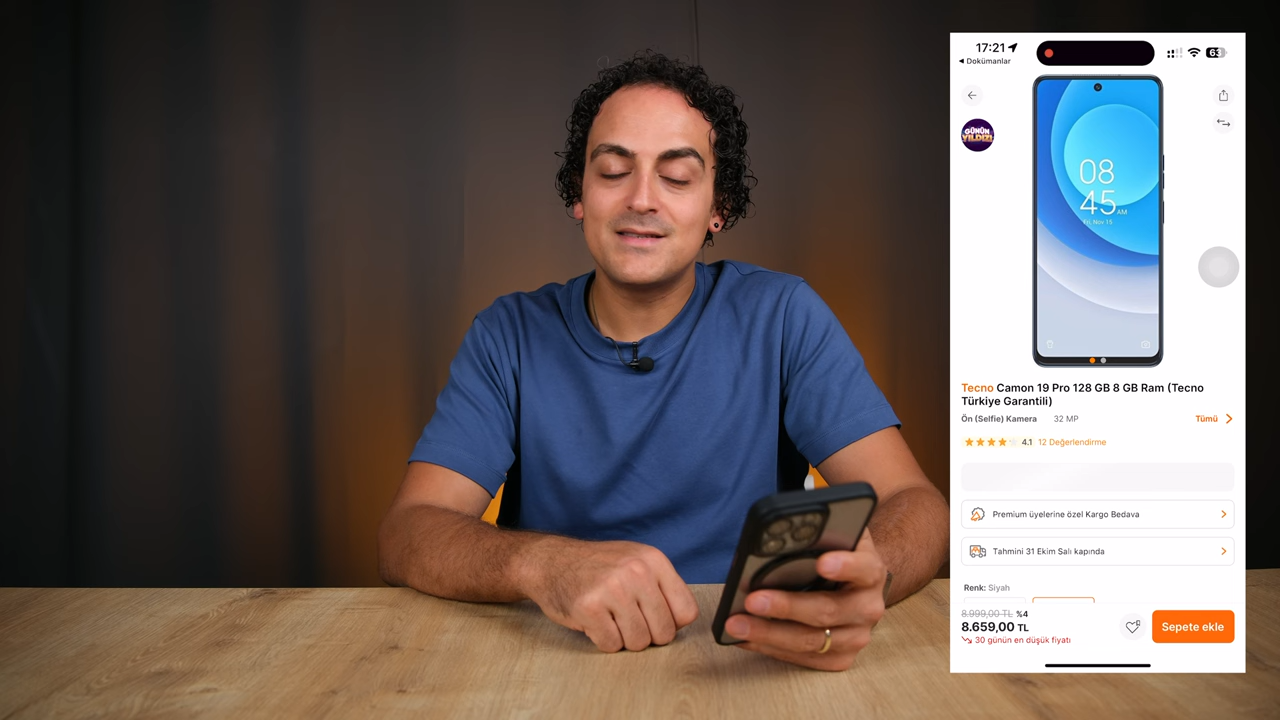 17:21
63
◀ Dokümanlar
GÜNÜN
YILDIZI
08
45 AM
Fri, Nov 15
Tecno Camon 19 Pro 128 GB 8 GB Ram (Tecno
Türkiye Garantili)
Ön (Selfie) Kamera 32 MP Tümü
4.1 12 Değerlendirme
Premium üyelerine özel Kargo Bedava
Tahmini 31 Ekim Salı kapında
Renk: Siyah
8.999,00 TL %4
8.659,00 TL
30 günün en düşük fiyatı
Sepete ekle